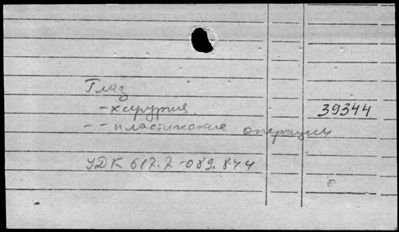 Глаз
-хирургия
39344
--пластические операции
УДК 617.7-089.844